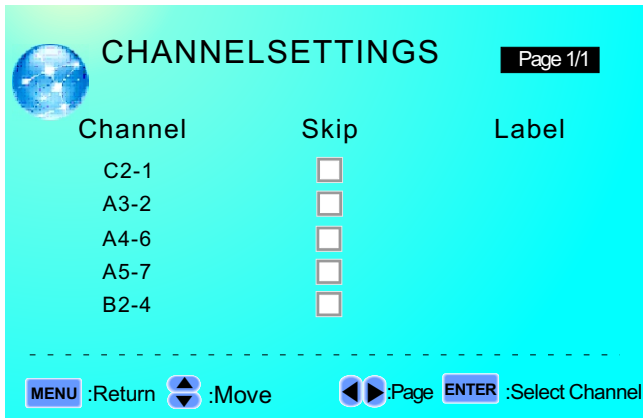 CHANNELSETTINGS Page 1/1
Channel Skip Label
C2-1
A3-2
A4-6
A5-7
B2-4
MENU :Return :Move :Page ENTER :Select Channel